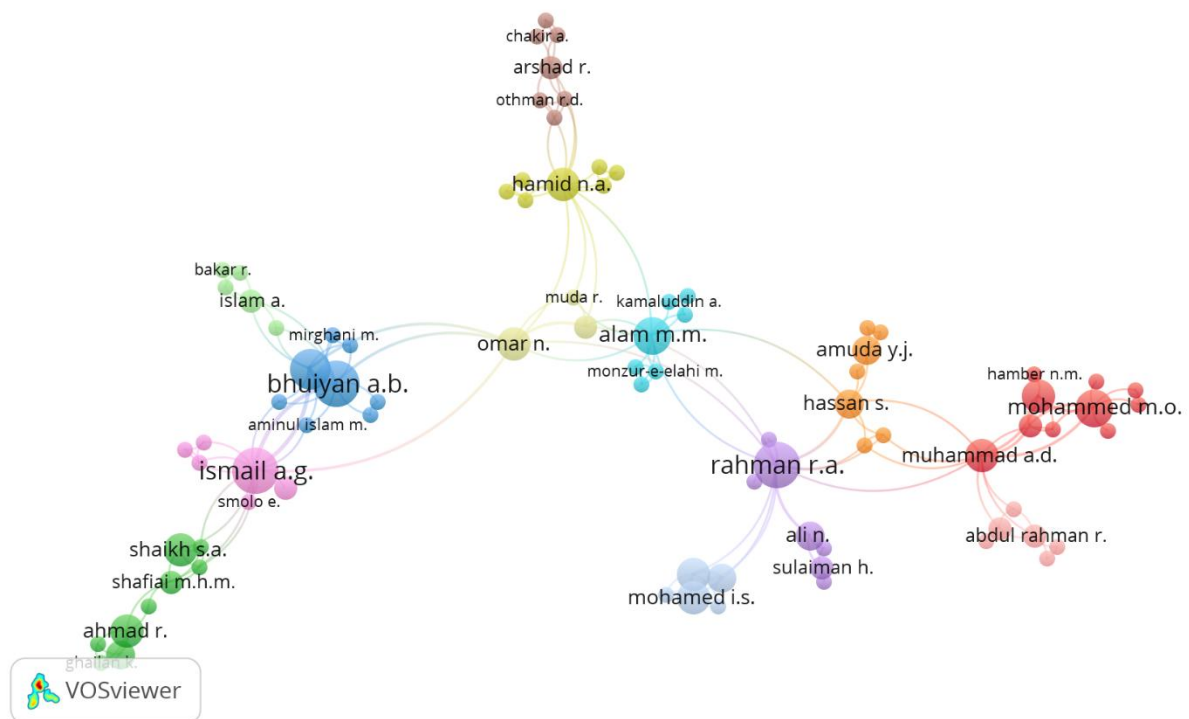 chakir a.
arshad r.
othman r.d.
hamid n.a.
bakar r.
islam a.
muda r.
kamaluddin a.
mirghani m.
omar n.
alam m.m.
amuda y.j.
monzur-e-elahi m.
hamber n.m.
bhuiyan a.b.
hassan s.
mohammed m.o.
aminul islam m.
muhammad a.d.
rahman r.a.
ismail a.g.
smolo e.
ali n.
abdul rahman r.
shaikh s.a.
sulaiman h.
shafiai m.h.m.
mohamed i.s.
ahmad r.
VOSviewer